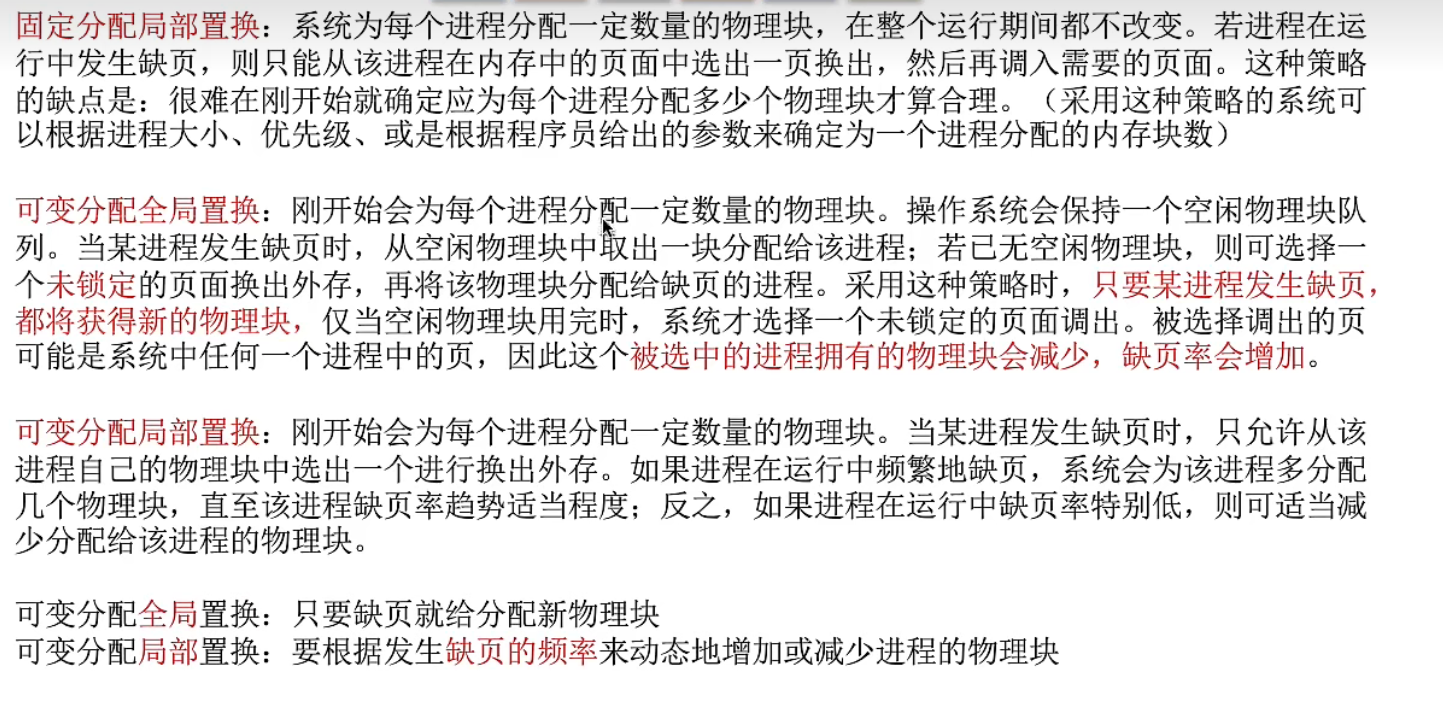 固定分配局部置换：系统为每个进程分配一定数量的物理块，在整个运行期间都不改变。若进程在运
行中发生缺页，则只能从该进程在内存中的页面中选出一页换出，然后再调入需要的页面。这种策略
的缺点是：很难在刚开始就确定应为每个进程分配多少个物理块才算合理。（采用这种策略的系统可
以根据进程大小、优先级、或是根据程序员给出的参数来确定为一个进程分配的内存块数）
可变分配全局置换：刚开始会为每个进程分配一定数量的物理块。操作系统会保持一个空闲物理块队
列。当某进程发生缺页时，从空闲物理块中取出一块分配给该进程；若已无空闲物理块，则可选择一
个未锁定的页面换出外存，再将该物理块分配给缺页的进程。采用这种策略时，只要某进程发生缺页，
都将获得新的物理块，仅当空闲物理块用完时，系统才选择一个未锁定的页面调出。被选择调出的页
可能是系统中任何一个进程中的页，因此这个被选中的进程拥有的物理块会减少，缺页率会增加。
可变分配局部置换：刚开始会为每个进程分配一定数量的物理块。当某进程发生缺页时，只允许从该
进程自己的物理块中选出一个进行换出外存。如果进程在运行中频繁地缺页，系统会为该进程多分配
几个物理块，直至该进程缺页率趋势适当程度；反之，如果进程在运行中缺页率特别低，则可适当减
少分配给该进程的物理块。
可变分配全局置换：只要缺页就给分配新物理块
可变分配局部置换：要根据发生缺页的频率来动态地增加或减少进程的物理块